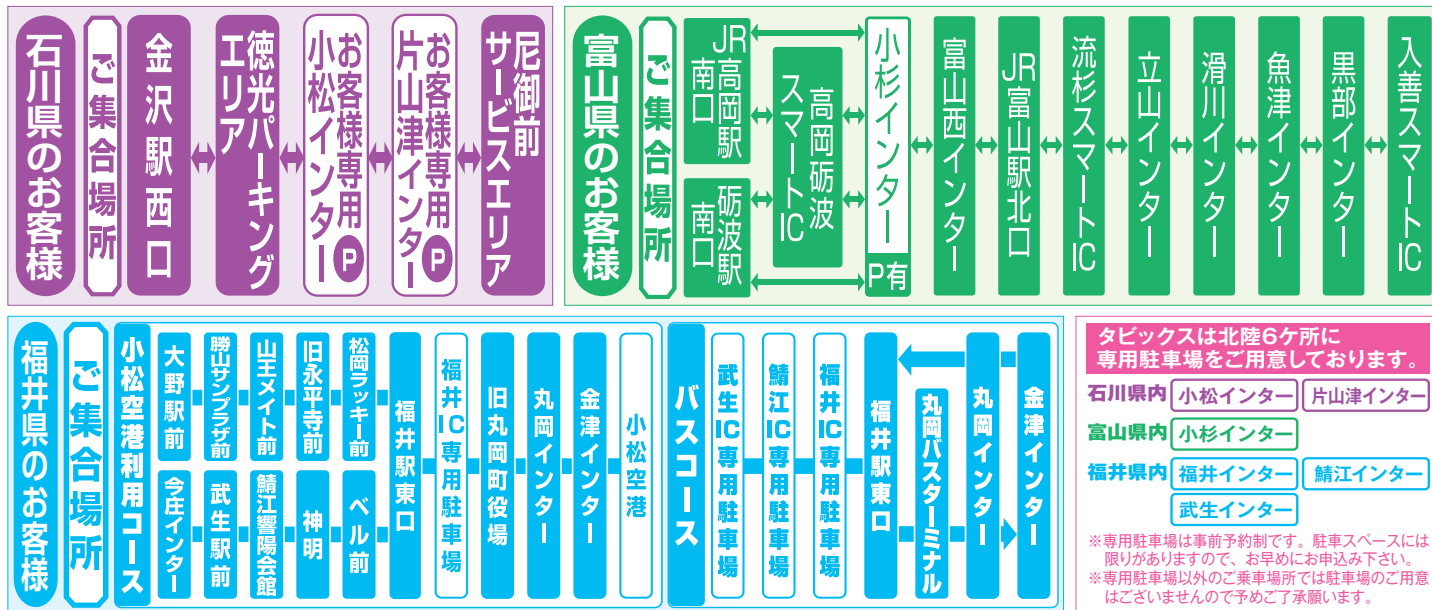 石川県のお客様
ご集合場所
金沢駅西口
徳光パーキング
エリア
お客様専用
小松インターP
お客様専用
片山津インターP
尼御前
サービスエリア
富山県のお客様
ご集合場所
JR高岡駅
南口
砺波駅
南口
高岡砺波
スマートIC
小杉インター
P有
富山西インター
JR富山駅北口
流杉スマートIC
立山インター
滑川インター
魚津インター
黒部インター
入善スマートIC
福井県のお客様
ご集合場所
小松空港利用コース
大野駅前
勝山サンプラザ前
山王メイト前
旧永平寺前
松岡ラッキー前
今庄インター
武生駅前
鯖江響陽会館
神明
ベル前
福井駅東口
福井IC専用駐車場
旧丸岡町役場
丸岡インター
金津インター
小松空港
バスコース
武生IC専用駐車場
鯖江IC専用駐車場
福井IC専用駐車場
福井駅東口
丸岡バスターミナル
丸岡インター
金津インター
タビックスは北陸6ケ所に
専用駐車場をご用意しております。
石川県内 小松インター 片山津インター
富山県内 小杉インター
福井県内 福井インター 鯖江インター
武生インター
※専用駐車場は事前予約制です。駐車スペースには
限りがありますので、お早めにお申込み下さい。
※専用駐車場以外のご乗車場所では駐車場のご用意
はございませんので予めご了承願います。